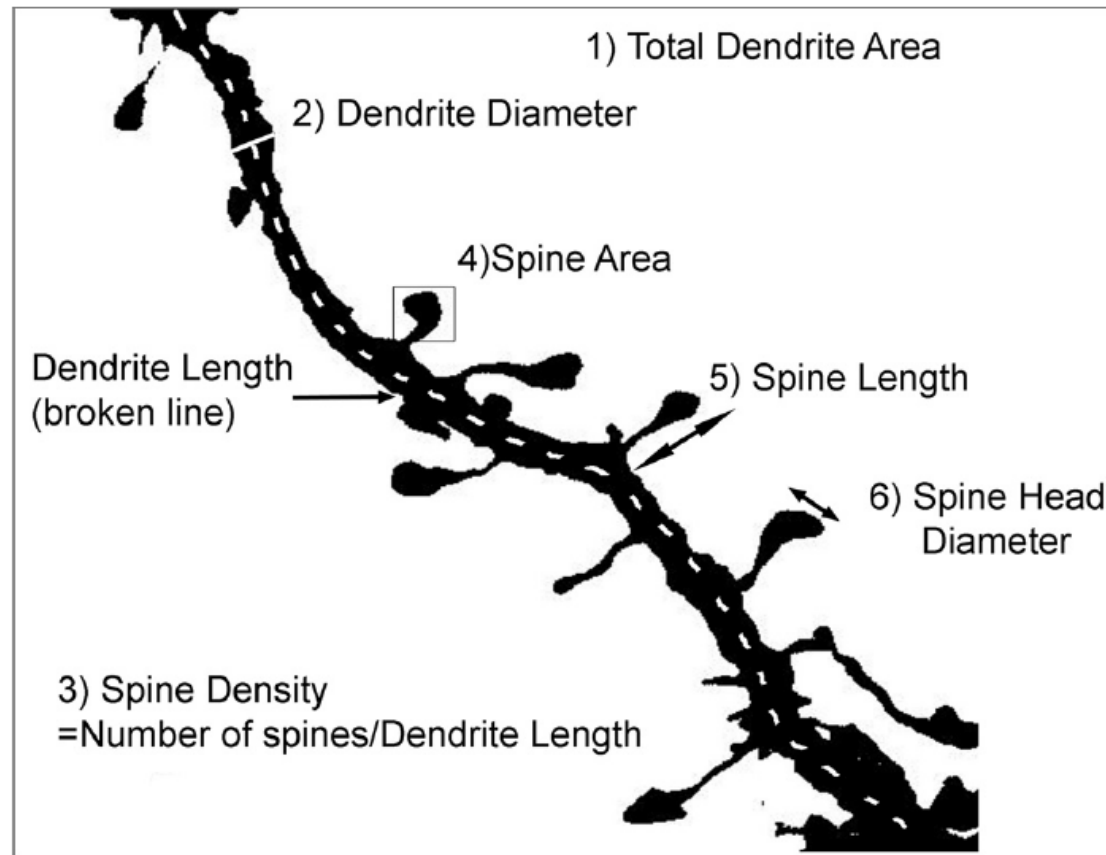 1) Total Dendrite Area
2) Dendrite Diameter
4)Spine Area
Dendrite Length
(broken line)
5) Spine Length
6) Spine Head
Diameter
3) Spine Density
=Number of spines/Dendrite Length